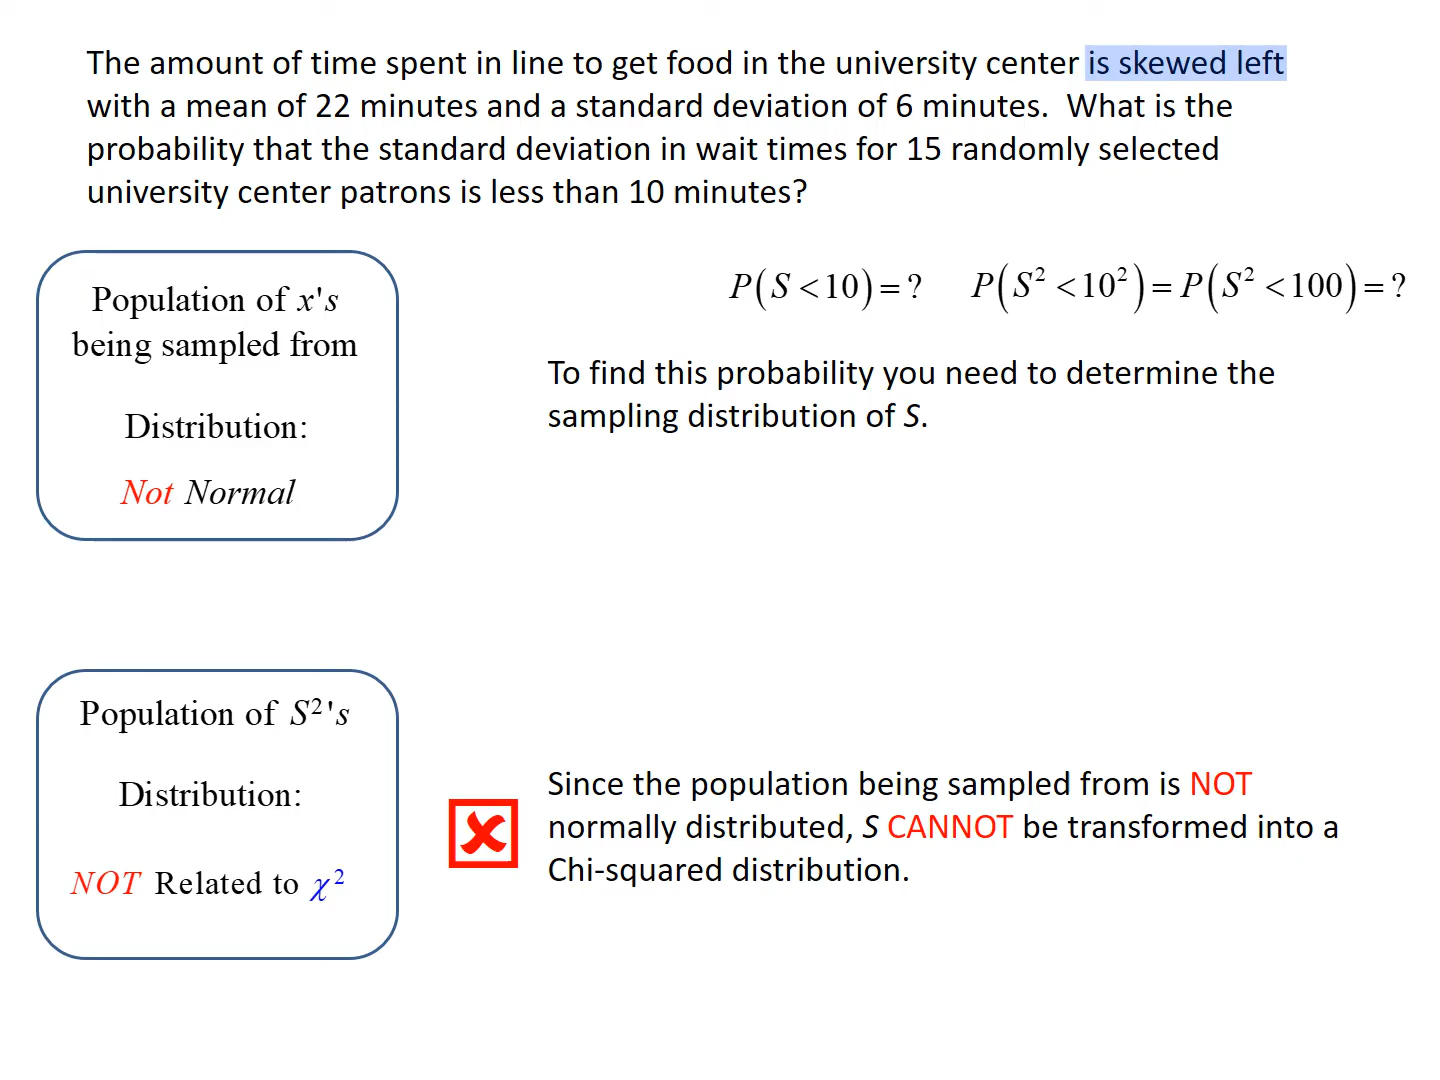 The amount of time spent in line to get food in the university center is skewed left
with a mean of 22 minutes and a standard deviation of 6 minutes.  What is the
probability that the standard deviation in wait times for 15 randomly selected
university center patrons is less than 10 minutes?
Population of x's
being sampled from
Distribution:
Not Normal
P(S < 10) = ?   P(S² < 10²) = P(S² < 100) = ?
To find this probability you need to determine the
sampling distribution of S.
Population of S²'s
Distribution:
NOT Related to χ²
Since the population being sampled from is NOT
normally distributed, S CANNOT be transformed into a
Chi-squared distribution.